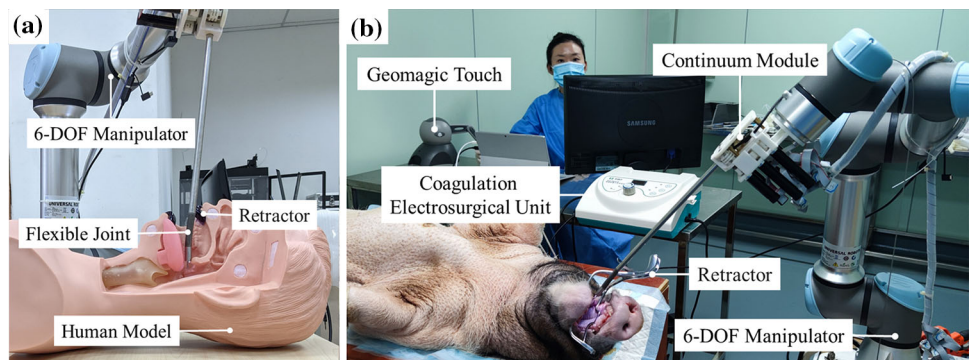 (a)
6-DOF Manipulator
Retractor
Flexible Joint
Human Model
(b)
Geomagic Touch
Continuum Module
SAMSUNG
Coagulation
Electrosurgical Unit
Retractor
6-DOF Manipulator